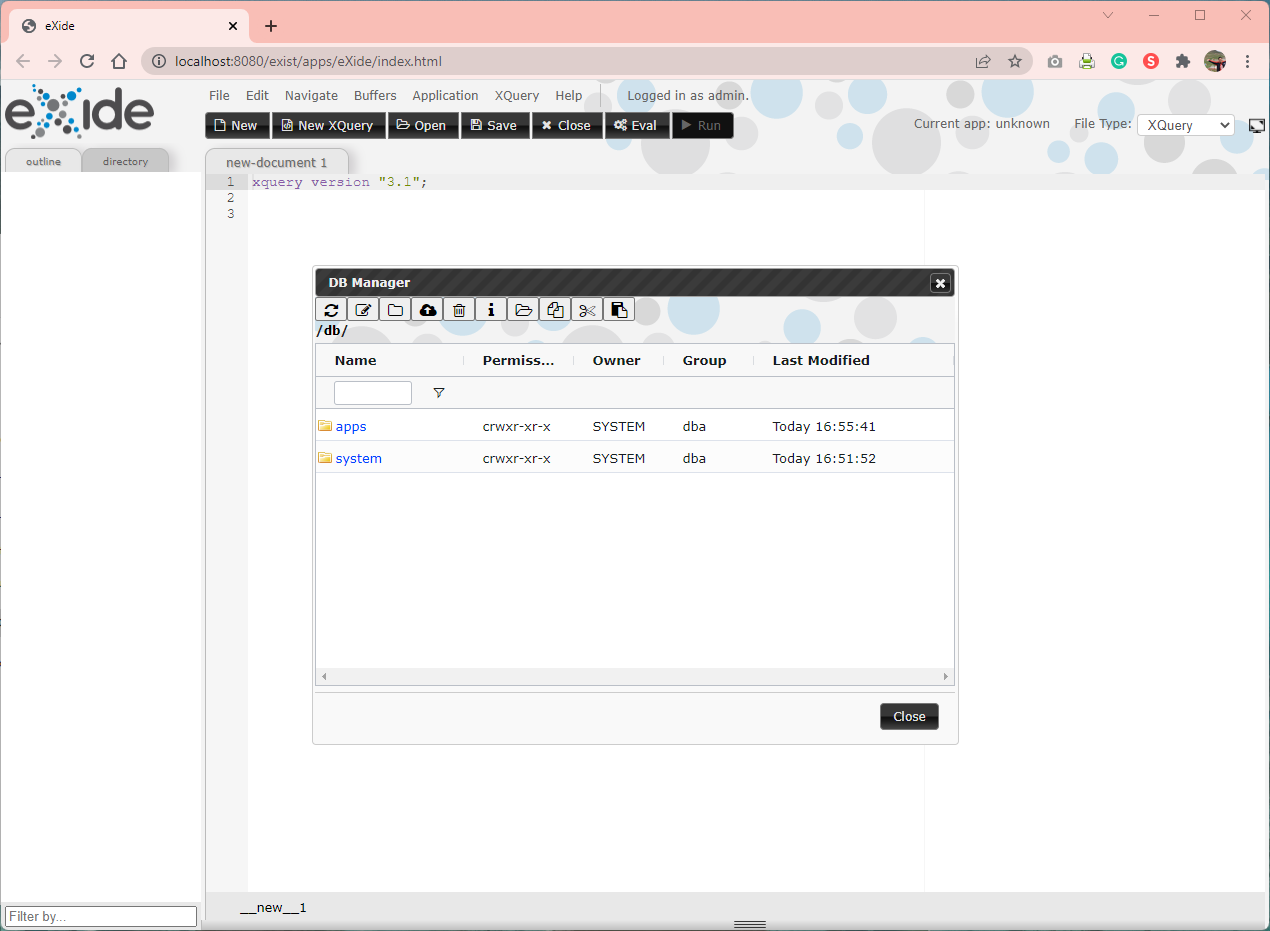 eXide
localhost:8080/exist/apps/eXide/index.html
eXide
File Edit Navigate Buffers Application XQuery Help Logged in as admin.
New New XQuery Open Save Close Eval Run
Current app: unknown File Type: XQuery
outline directory
new-document 1
1 xquery version "3.1";
2
3
DB Manager
/db/
Name Permiss... Owner Group Last Modified
apps crwxr-xr-x SYSTEM dba Today 16:55:41
system crwxr-xr-x SYSTEM dba Today 16:51:52
Close
__new__1
Filter by...